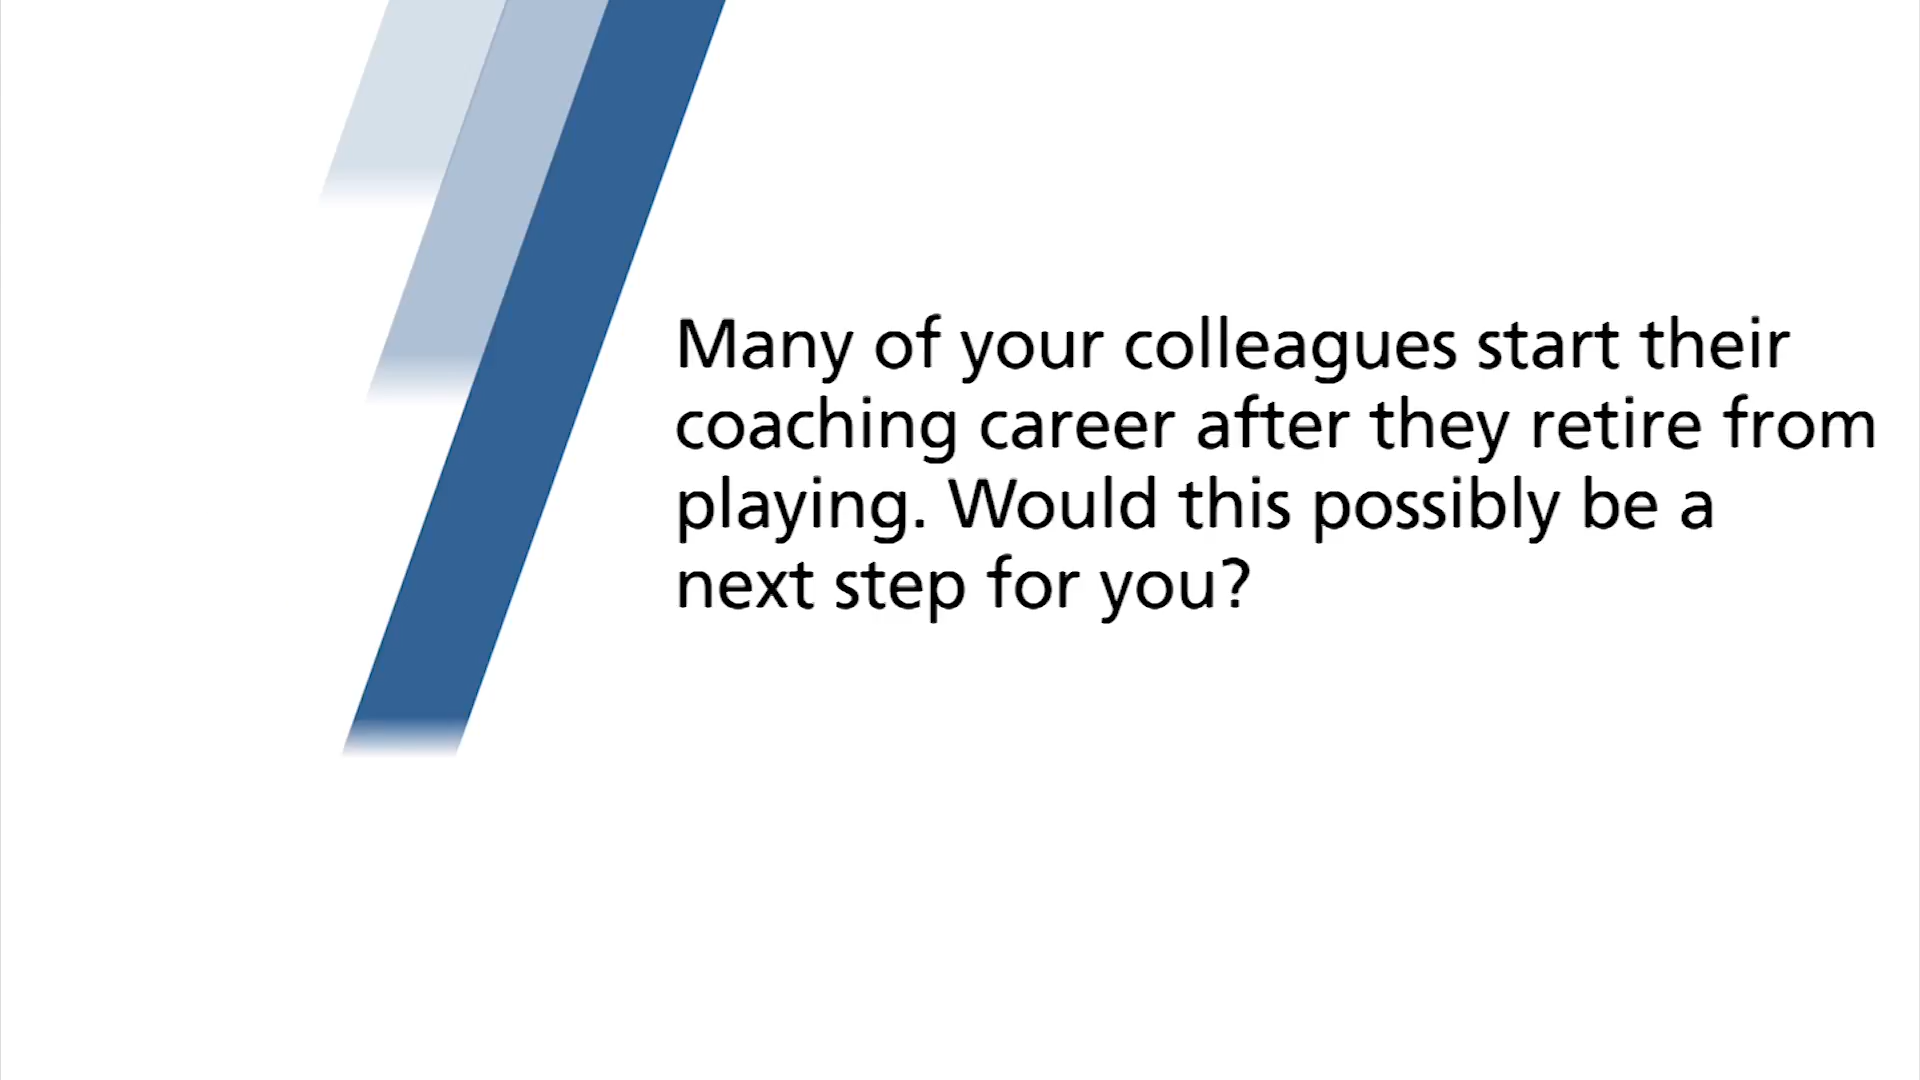 Many of your colleagues start their
coaching career after they retire from
playing. Would this possibly be a
next step for you?